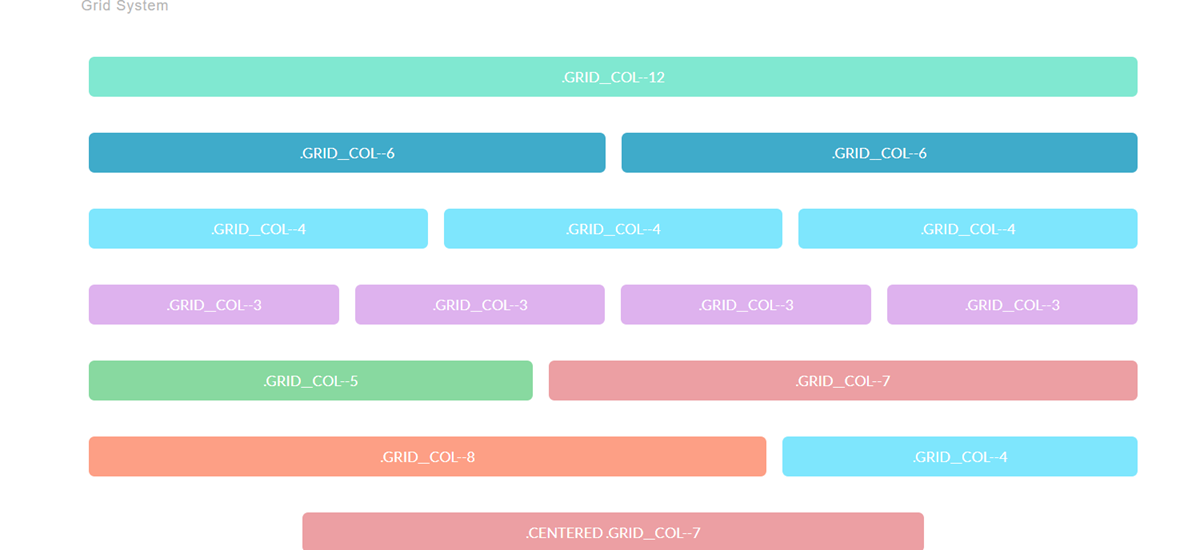 Grid System
.GRID__COL--12
.GRID__COL--6 .GRID__COL--6
.GRID__COL--4 .GRID__COL--4 .GRID__COL--4
.GRID__COL--3 .GRID__COL--3 .GRID__COL--3 .GRID__COL--3
.GRID__COL--5 .GRID__COL--7
.GRID__COL--8 .GRID__COL--4
.CENTERED .GRID__COL--7